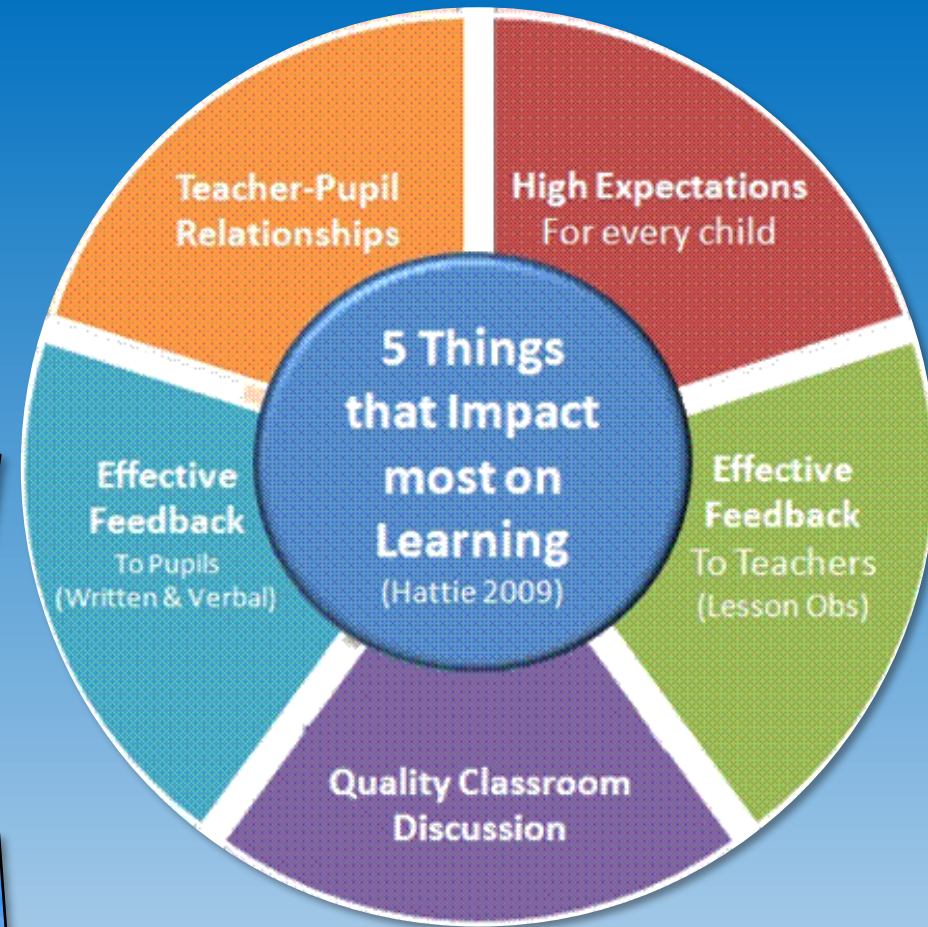 Teacher-Pupil
Relationships
High Expectations
For every child
5 Things
that Impact
most on
Learning
(Hattie 2009)
Effective
Feedback
To Pupils
(Written & Verbal)
Effective
Feedback
To Teachers
(Lesson Obs)
Quality Classroom
Discussion